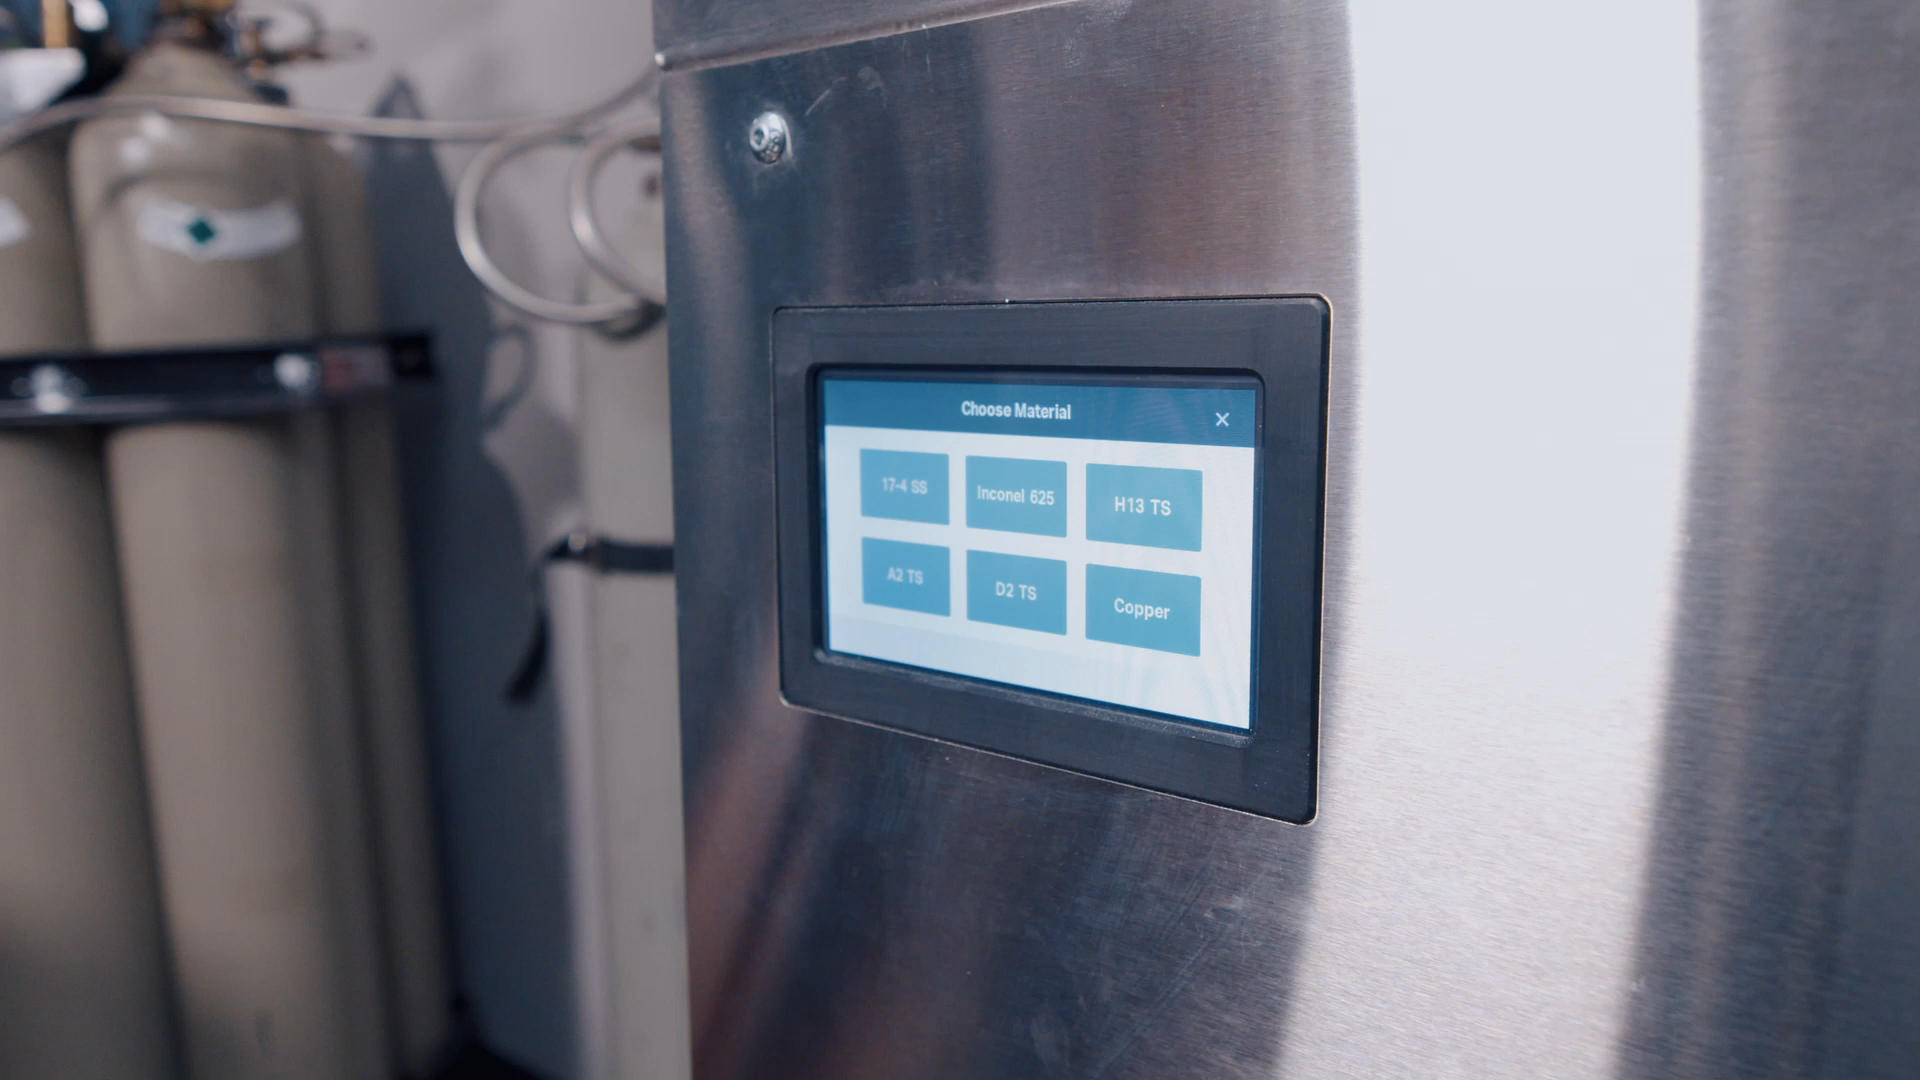 Choose Material
17-4 SS
Inconel 625
H13 TS
A2 TS
D2 TS
Copper